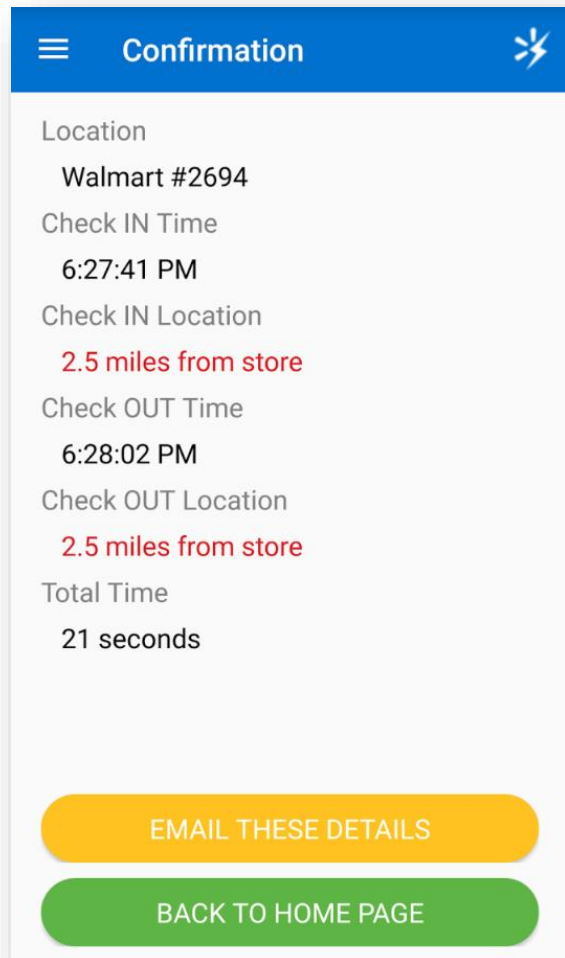 Confirmation
Location
Walmart #2694
Check IN Time
6:27:41 PM
Check IN Location
2.5 miles from store
Check OUT Time
6:28:02 PM
Check OUT Location
2.5 miles from store
Total Time
21 seconds
EMAIL THESE DETAILS
BACK TO HOME PAGE